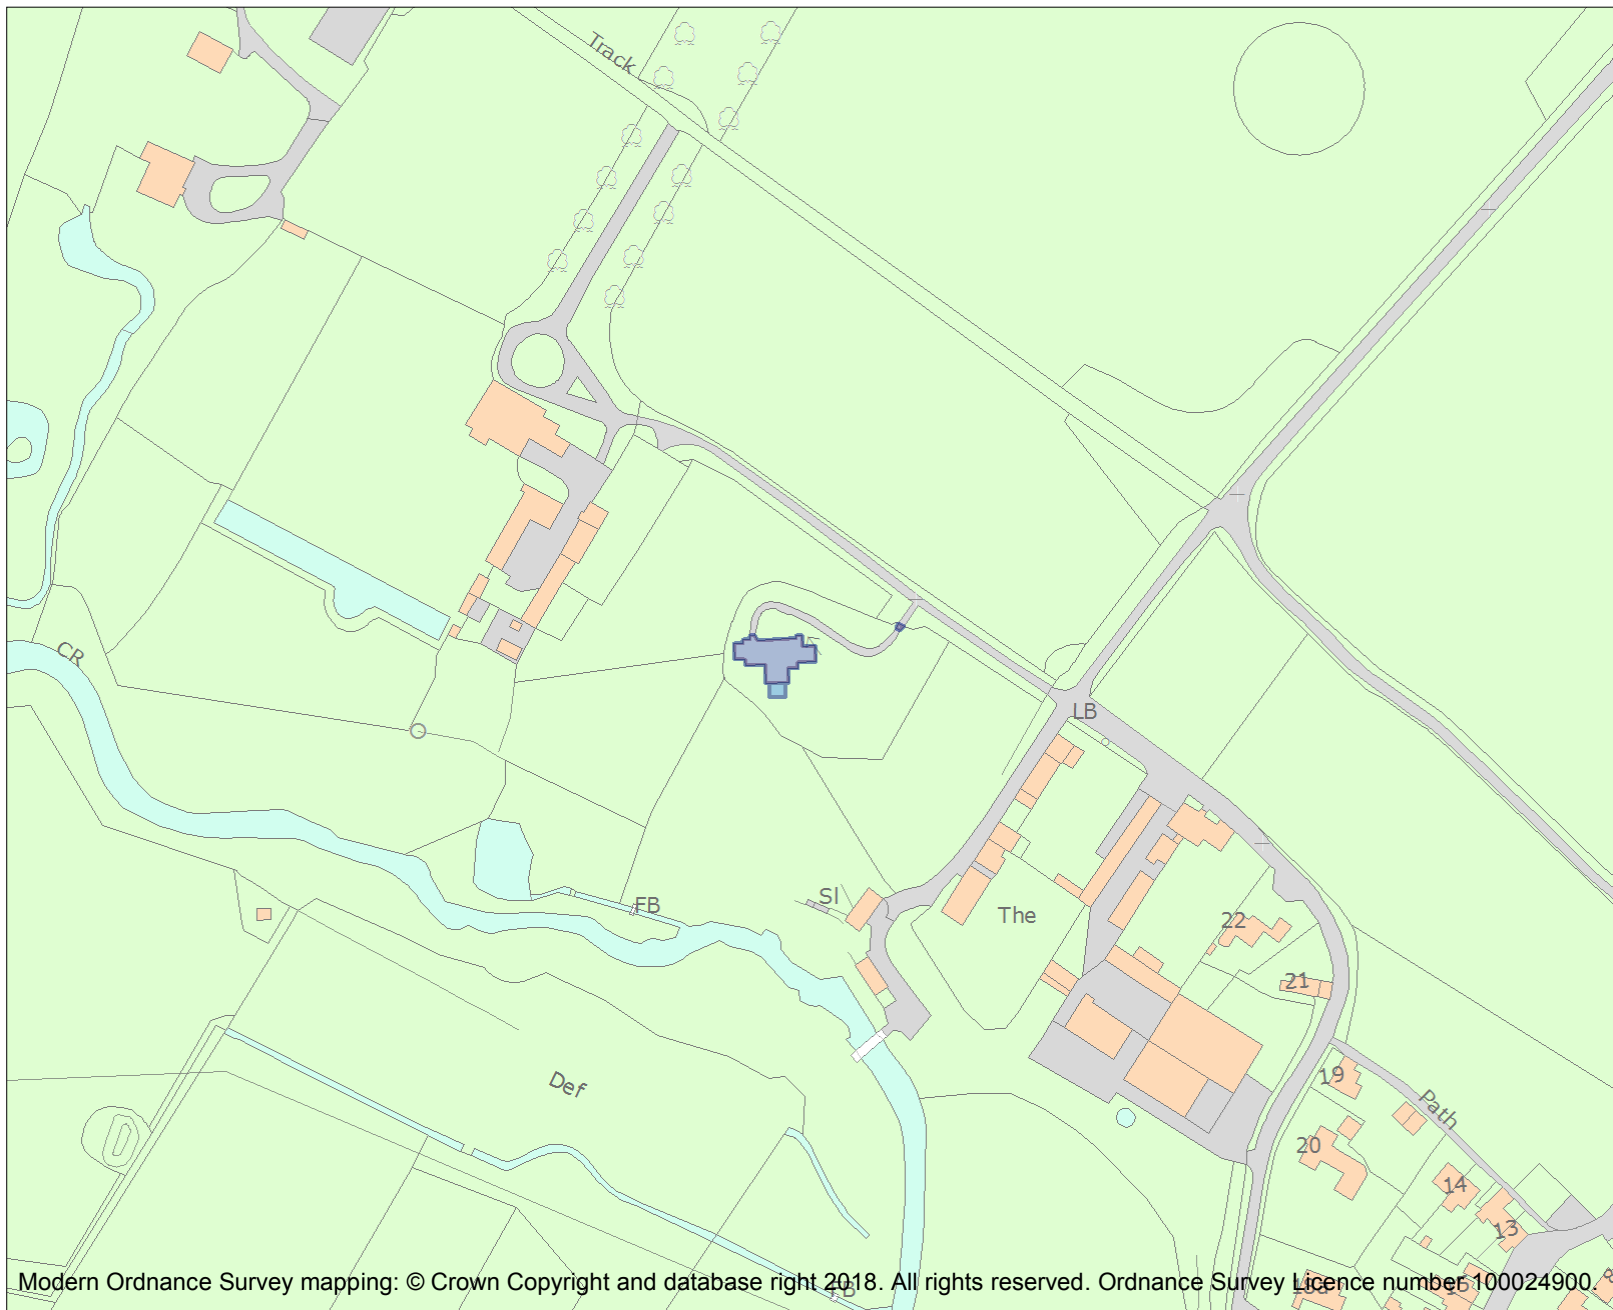 Track
CR
LB
FB
Sl
The
22
21
Def
19
Path
20
14
13
Modern Ordnance Survey mapping: © Crown Copyright and database right 2018. All rights reserved. Ordnance Survey Licence number 100024900.
FB